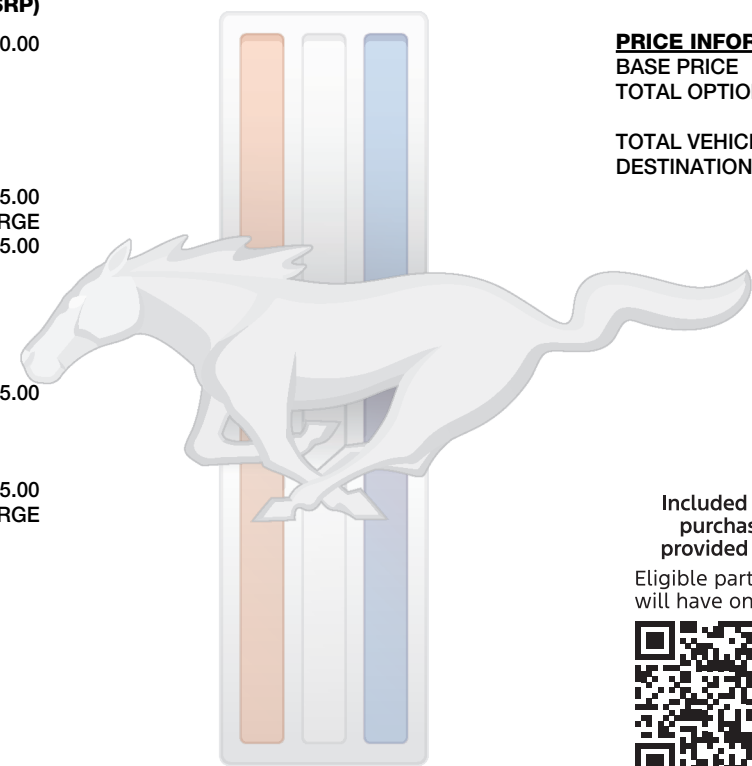 SRP)
0.00
5.00
RGE
5.00
5.00
5.00
RGE
PRICE INFOR
BASE PRICE
TOTAL OPTIO
TOTAL VEHIC
DESTINATION
Included
purchas
provided
Eligible part
will have on